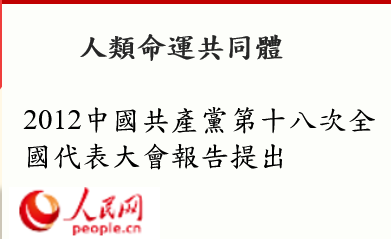 人類命運共同體
2012中國共產黨第十八次全
國代表大會報告提出
人民网
people.cn